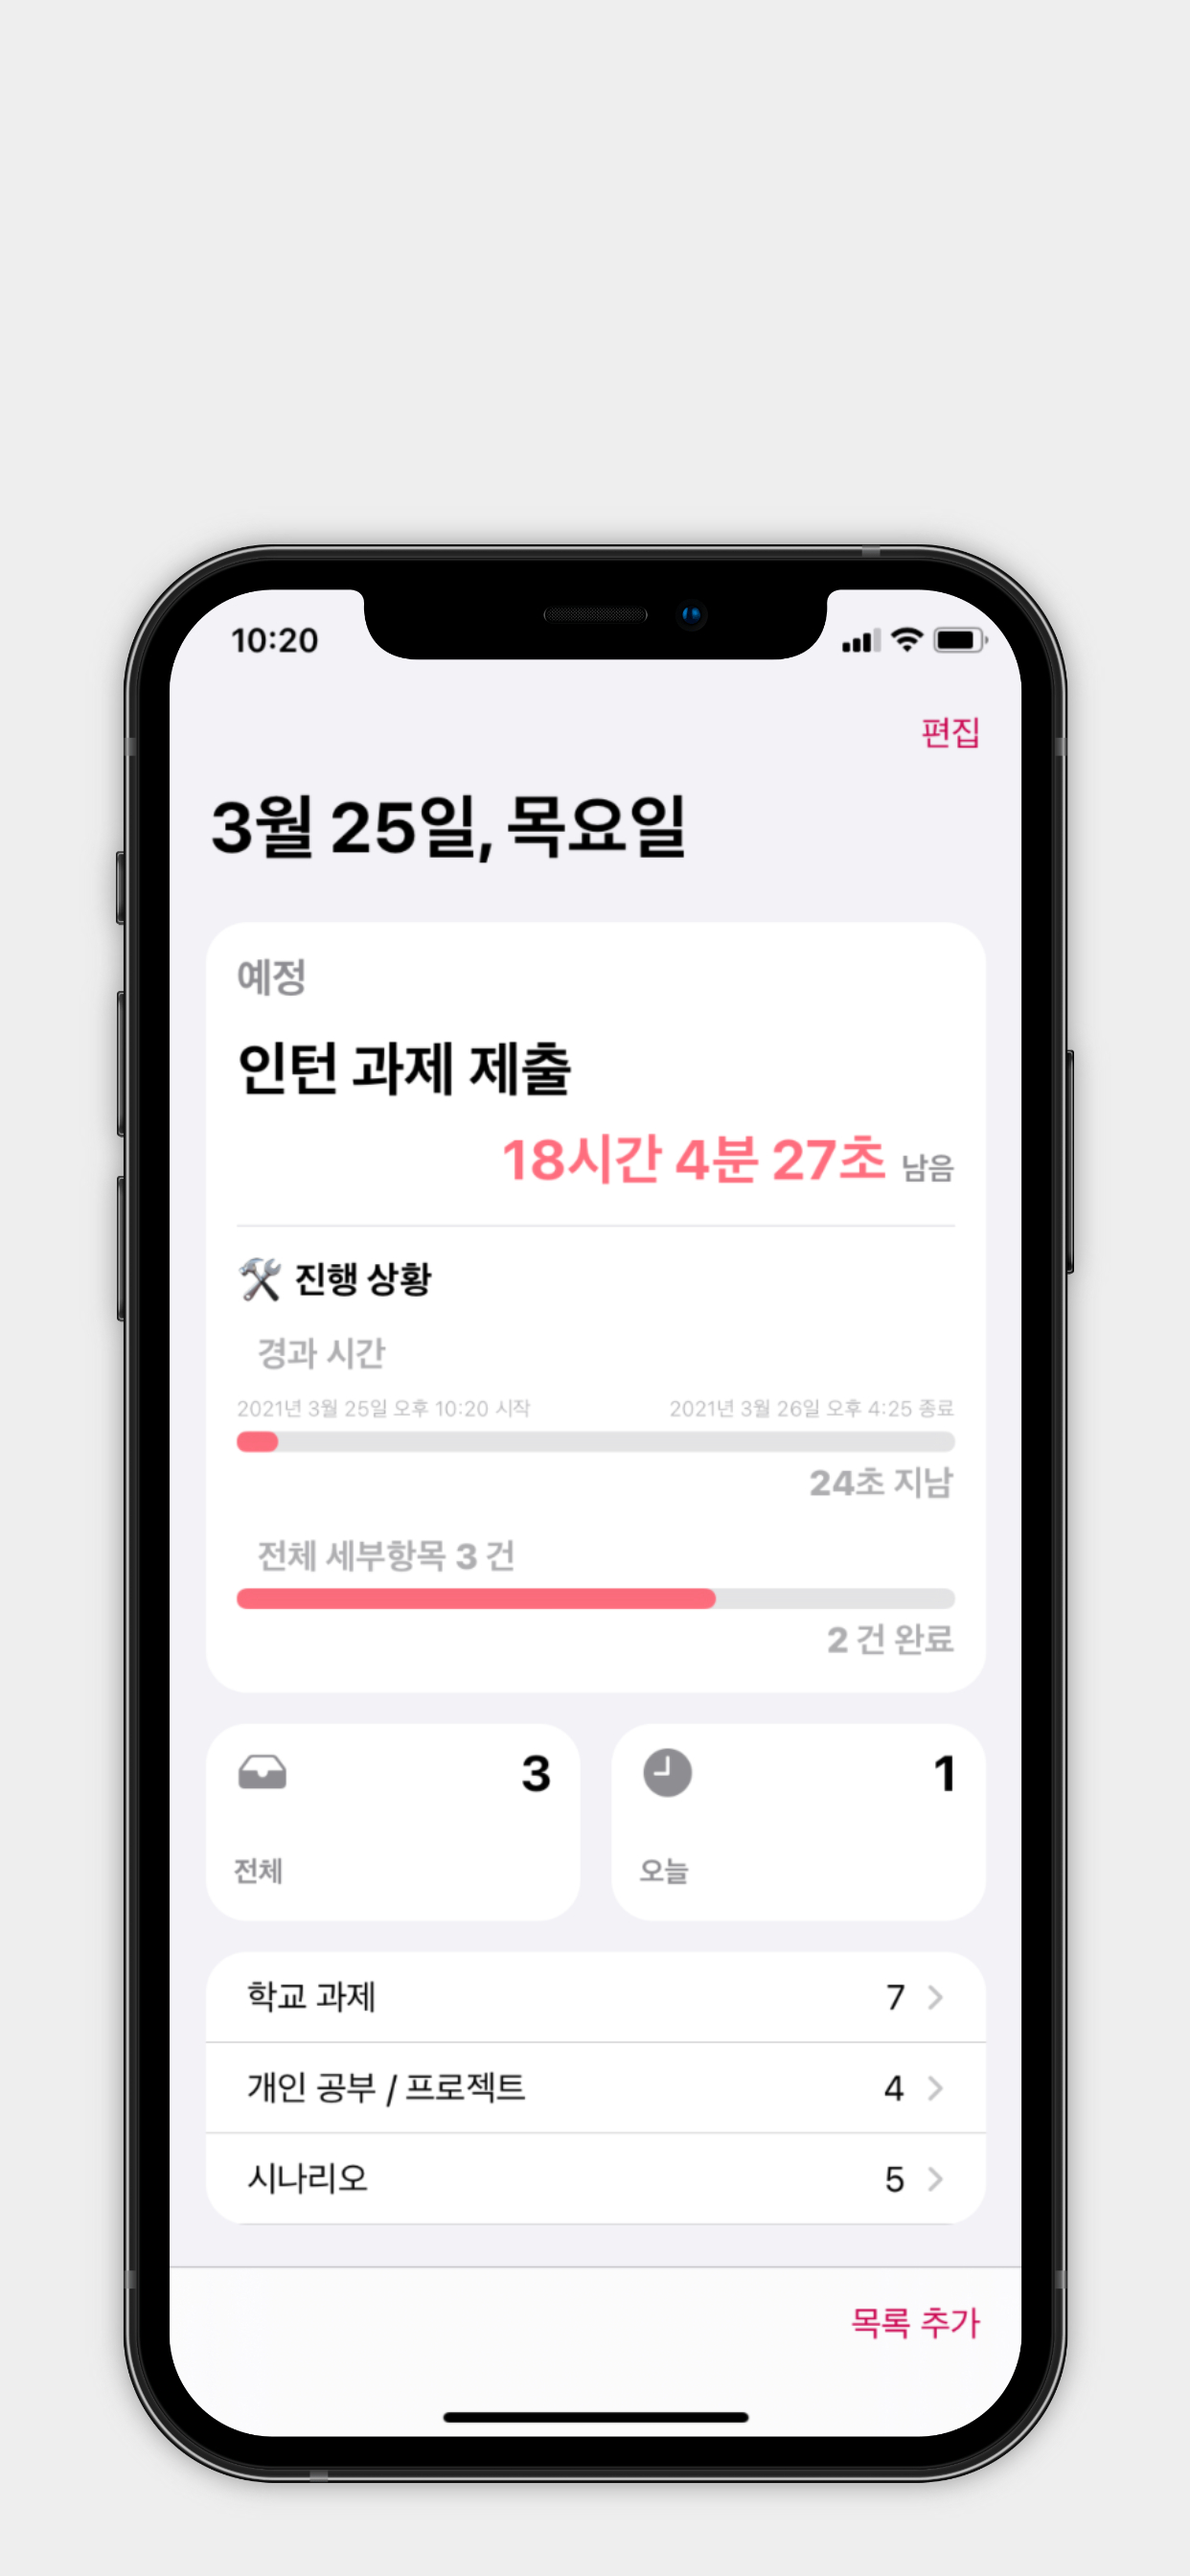 10:20
편집
3월 25일, 목요일
예정
인턴 과제 제출
18시간 4분 27초 남음
진행 상황
경과 시간
2021년 3월 25일 오후 10:20 시작 2021년 3월 26일 오후 4:25 종료
24초 지남
전체 세부항목 3 건
2 건 완료
3
전체
1
오늘
학교 과제 7
개인 공부 / 프로젝트 4
시나리오 5
목록 추가